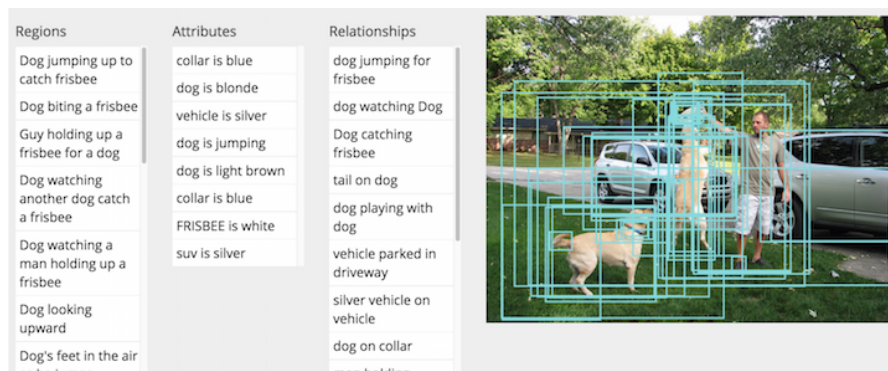 Regions
Dog jumping up to
catch frisbee
Dog biting a frisbee
Guy holding up a
frisbee for a dog
Dog watching
another dog catch
a frisbee
Dog watching a
man holding up a
frisbee
Dog looking
upward
Dog's feet in the air
Attributes
collar is blue
dog is blonde
vehicle is silver
dog is jumping
dog is light brown
collar is blue
FRISBEE is white
suv is silver
Relationships
dog jumping for
frisbee
dog watching Dog
Dog catching
frisbee
tail on dog
dog playing with
dog
vehicle parked in
driveway
silver vehicle on
vehicle
dog on collar